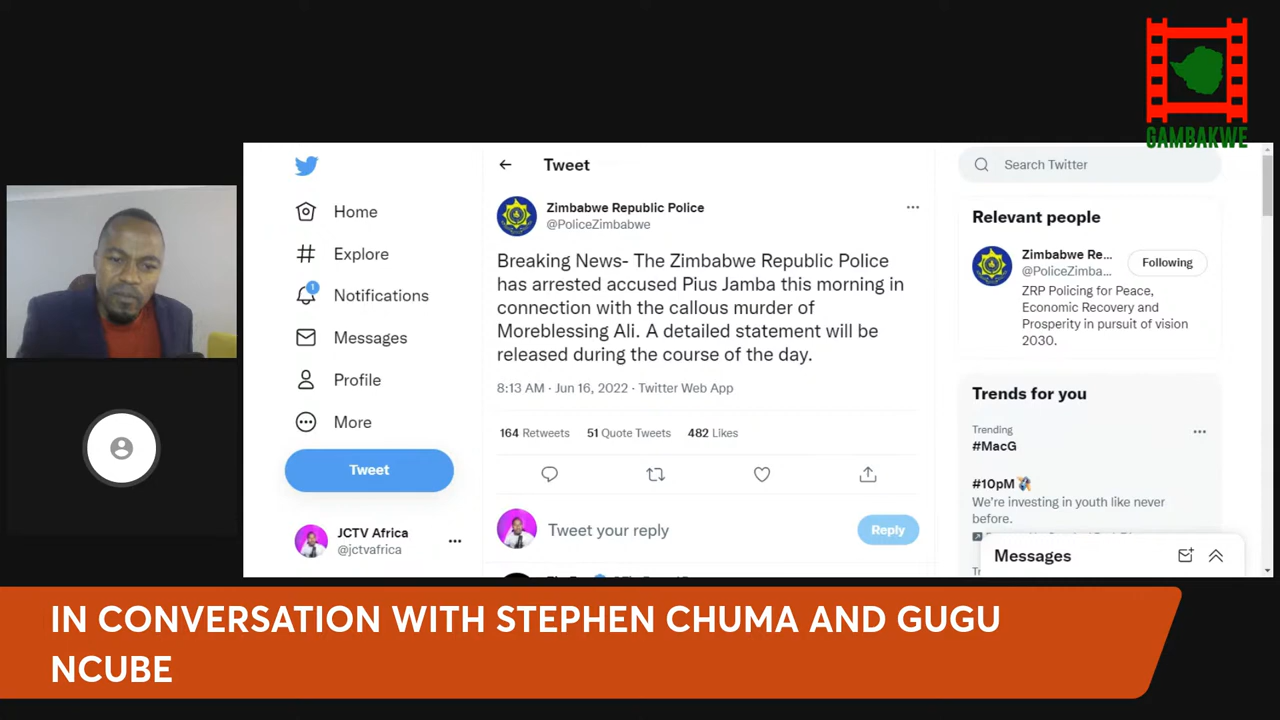 GAMBAKWE
Home
Explore
1
Notifications
Messages
Profile
More
Tweet
JCTV Africa
@jctvafrica
Tweet
Zimbabwe Republic Police
@PoliceZimbabwe
Breaking News- The Zimbabwe Republic Police
has arrested accused Pius Jamba this morning in
connection with the callous murder of
Moreblessing Ali. A detailed statement will be
released during the course of the day.
8:13 AM · Jun 16, 2022 · Twitter Web App
164 Retweets 51 Quote Tweets 482 Likes
Tweet your reply
Reply
Search Twitter
Relevant people
Zimbabwe Re...
@PoliceZimba...
Following
ZRP Policing for Peace,
Economic Recovery and
Prosperity in pursuit of vision
2030.
Trends for you
Trending
#MacG
#10pM
We're investing in youth like never
before.
Messages
IN CONVERSATION WITH STEPHEN CHUMA AND GUGU
NCUBE